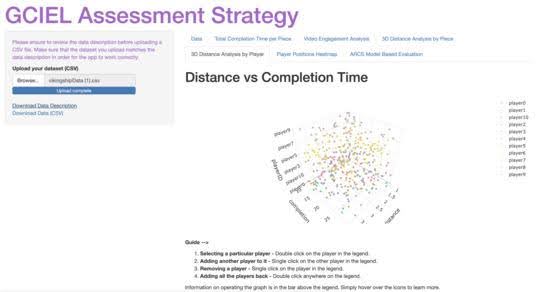 GCIEL Assessment Strategy
Please ensure to review the data description before uploading a
CSV file. Make sure that the dataset you upload matches the
data description in order for the app to work correctly.
Upload your dataset (CSV)
Browse... vikingshipData (1).csv
Upload complete
Download Data Description
Download Data (CSV)
Data Total Completion Time per Piece Video Engagement Analysis 3D Distance Analysis by Piece
3D Distance Analysis by Player Player Positions Heatmap ARCS Model Based Evaluation
Distance vs Completion Time
player9
player7
player5
player3
player10
player0
playerID
completion
15
20
25
distance
player0
player1
player10
player2
player3
player4
player5
player6
player7
player8
player9
Guide -->
1. Selecting a particular player - Double click on the player in the legend.
2. Adding another player to it - Single click on the other player in the legend.
3. Removing a player - Single click on the player in the legend.
4. Adding all the players back - Double click anywhere on the legend.
Information on operating the graph is in the bar above the legend. Simply hover over the icons to learn more.